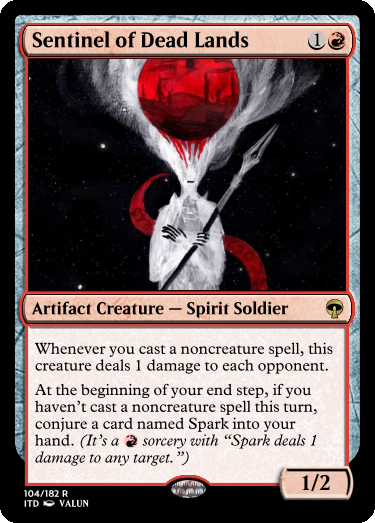 Sentinel of Dead Lands 1
Artifact Creature — Spirit Soldier
Whenever you cast a noncreature spell, this
creature deals 1 damage to each opponent.
At the beginning of your end step, if you
haven't cast a noncreature spell this turn,
conjure a card named Spark into your
hand. (It's a sorcery with “Spark deals 1
damage to any target.”)
1/2
104/182 R
ITD VALUN